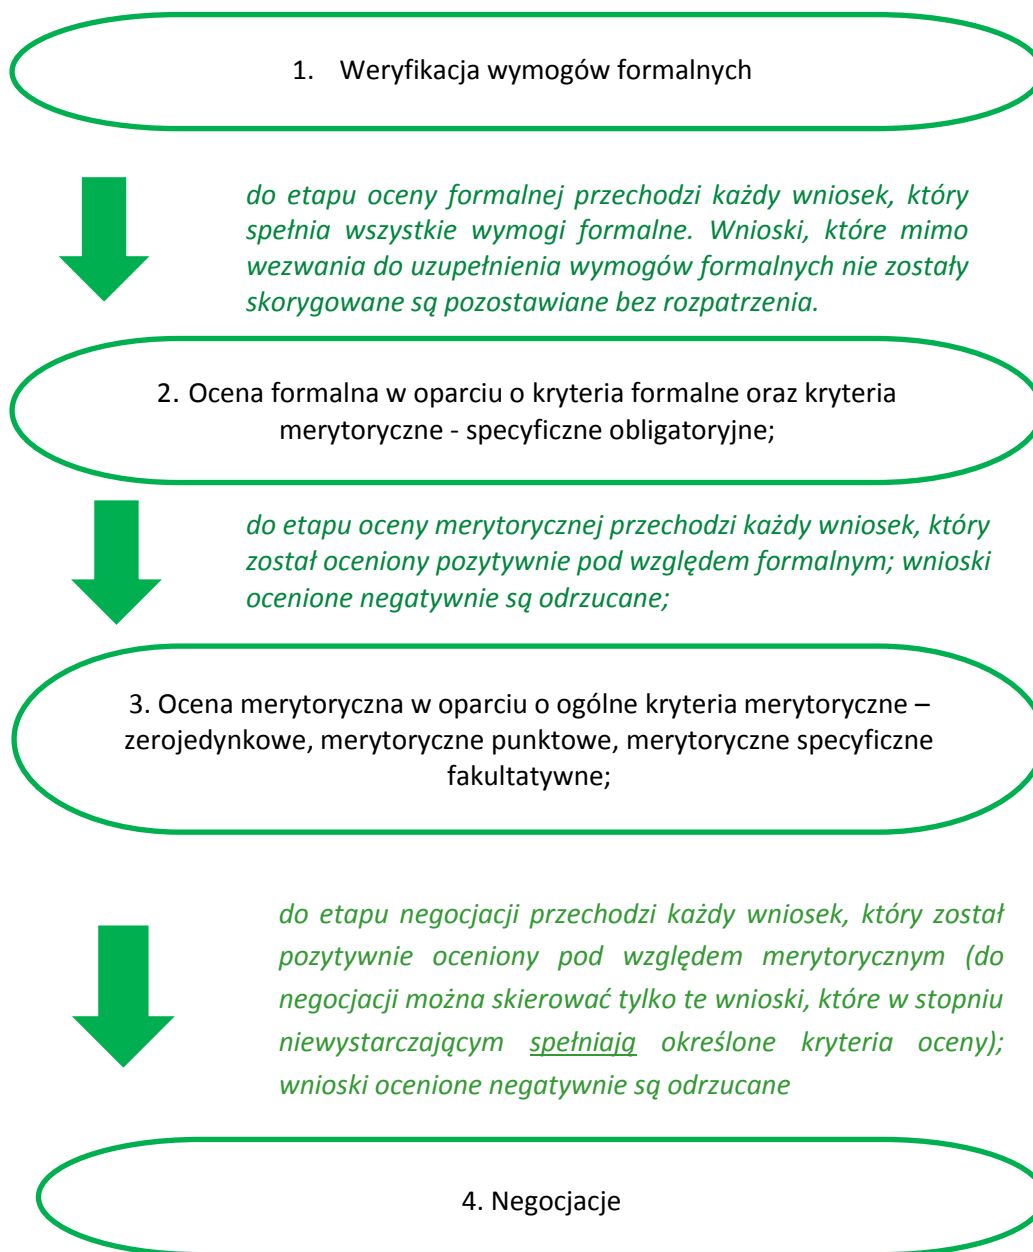 1. Weryfikacja wymogów formalnych
do etapu oceny formalnej przechodzi każdy wniosek, który
spełnia wszystkie wymogi formalne. Wnioski, które mimo
wezwania do uzupełnienia wymogów formalnych nie zostały
skorygowane są pozostawiane bez rozpatrzenia.
2. Ocena formalna w oparciu o kryteria formalne oraz kryteria
merytoryczne - specyficzne obligatoryjne;
do etapu oceny merytorycznej przechodzi każdy wniosek, który
został oceniony pozytywnie pod względem formalnym; wnioski
ocenione negatywnie są odrzucane;
3. Ocena merytoryczna w oparciu o ogólne kryteria merytoryczne –
zerojedynkowe, merytoryczne punktowe, merytoryczne specyficzne
fakultatywne;
do etapu negocjacji przechodzi każdy wniosek, który został
pozytywnie oceniony pod względem merytorycznym (do
negocjacji można skierować tylko te wnioski, które w stopniu
niewystarczającym spełniają określone kryteria oceny);
wnioski ocenione negatywnie są odrzucane
4. Negocjacje